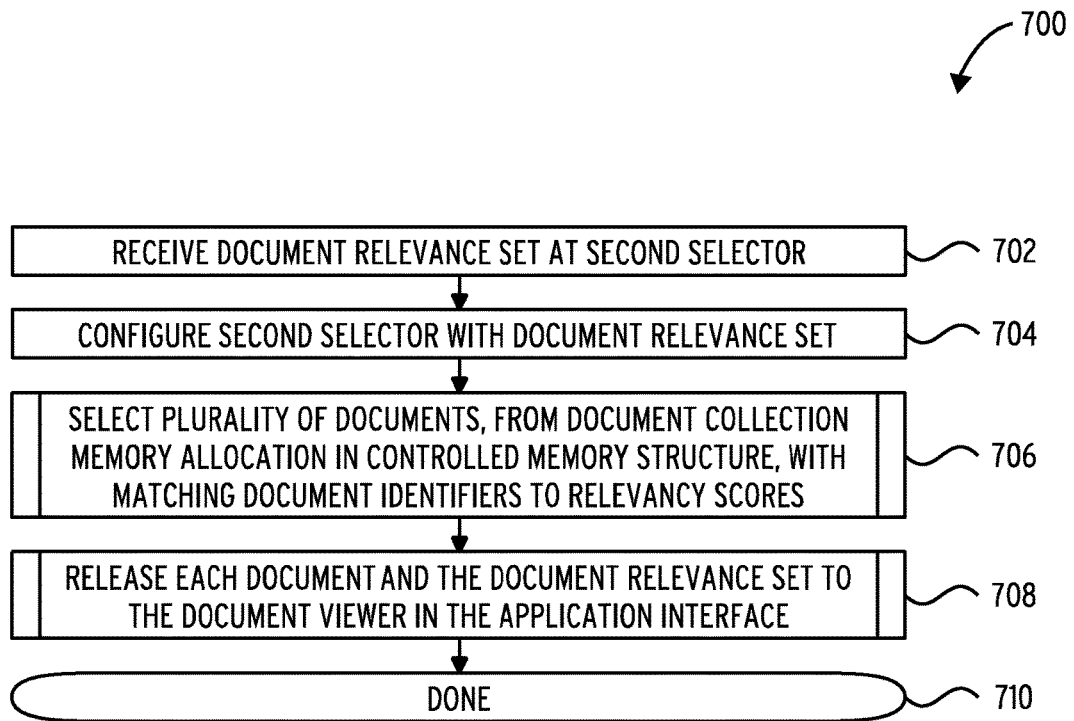 700
RECEIVE DOCUMENT RELEVANCE SET AT SECOND SELECTOR
702
CONFIGURE SECOND SELECTOR WITH DOCUMENT RELEVANCE SET
704
SELECT PLURALITY OF DOCUMENTS, FROM DOCUMENT COLLECTION
MEMORY ALLOCATION IN CONTROLLED MEMORY STRUCTURE, WITH
MATCHING DOCUMENT IDENTIFIERS TO RELEVANCY SCORES
706
RELEASE EACH DOCUMENT AND THE DOCUMENT RELEVANCE SET TO
THE DOCUMENT VIEWER IN THE APPLICATION INTERFACE
708
DONE
710